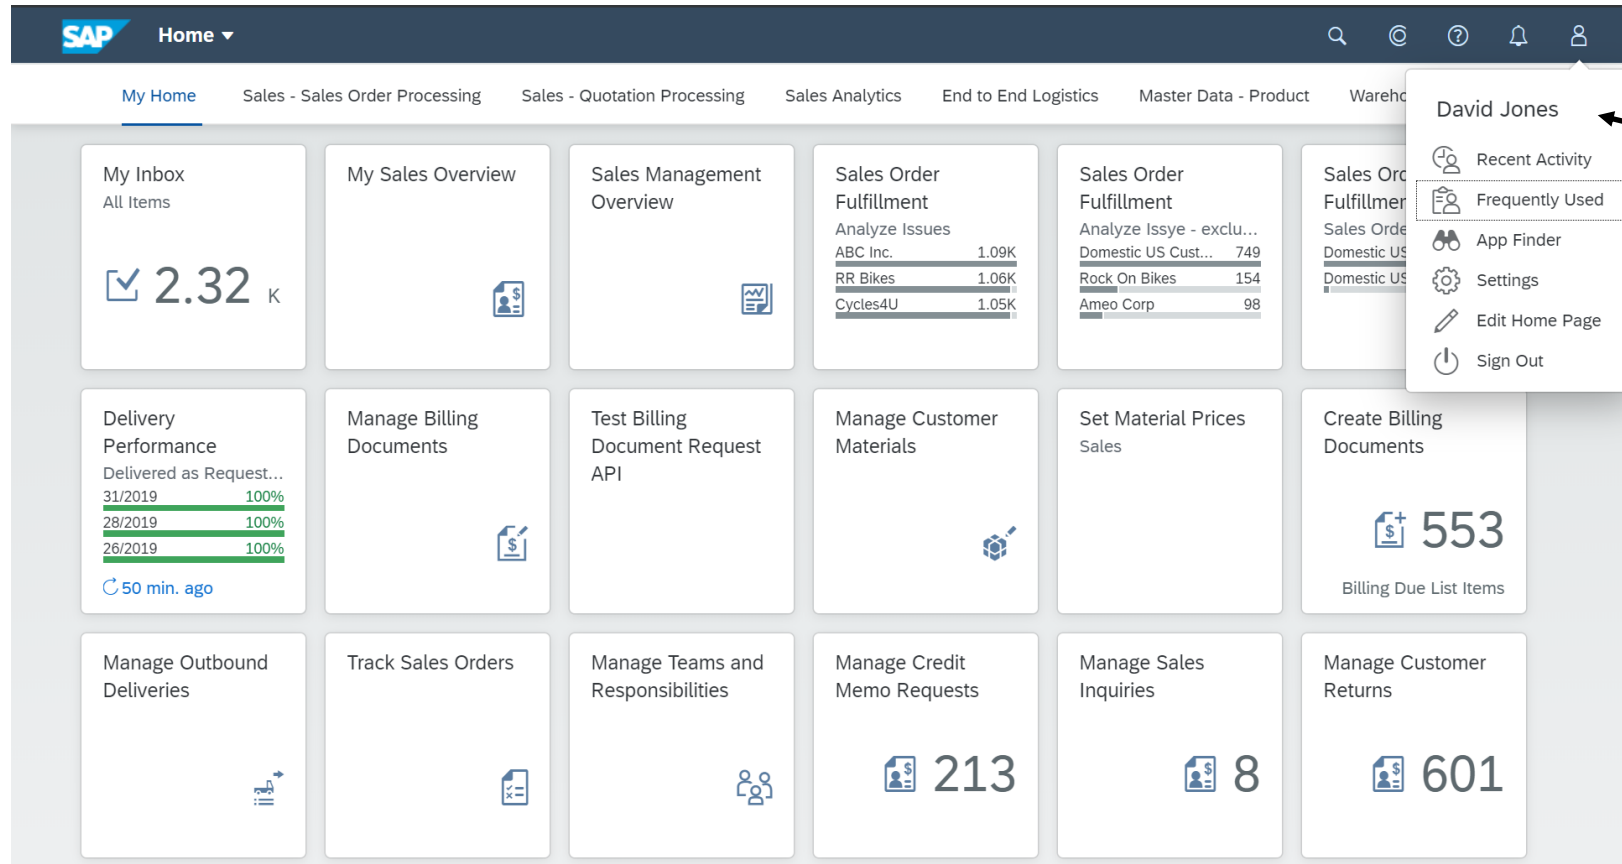 SAP
Home
My Home
Sales - Sales Order Processing
Sales - Quotation Processing
Sales Analytics
End to End Logistics
Master Data - Product
Wareho
David Jones
Recent Activity
Frequently Used
App Finder
Settings
Edit Home Page
Sign Out
My Inbox
All Items
2.32 K
My Sales Overview
Sales Management
Overview
Sales Order
Fulfillment
Analyze Issues
ABC Inc. 1.09K
RR Bikes 1.06K
Cycles4U 1.05K
Sales Order
Fulfillment
Analyze Issye - exclu...
Domestic US Cust... 749
Rock On Bikes 154
Ameo Corp 98
Sales Ord
Fulfillmer
Sales Orde
Domestic US
Domestic US
Delivery
Performance
Delivered as Request...
31/2019 100%
28/2019 100%
26/2019 100%
50 min. ago
Manage Billing
Documents
Test Billing
Document Request
API
Manage Customer
Materials
Set Material Prices
Sales
Create Billing
Documents
553
Billing Due List Items
Manage Outbound
Deliveries
Track Sales Orders
Manage Teams and
Responsibilities
Manage Credit
Memo Requests
213
Manage Sales
Inquiries
8
Manage Customer
Returns
601